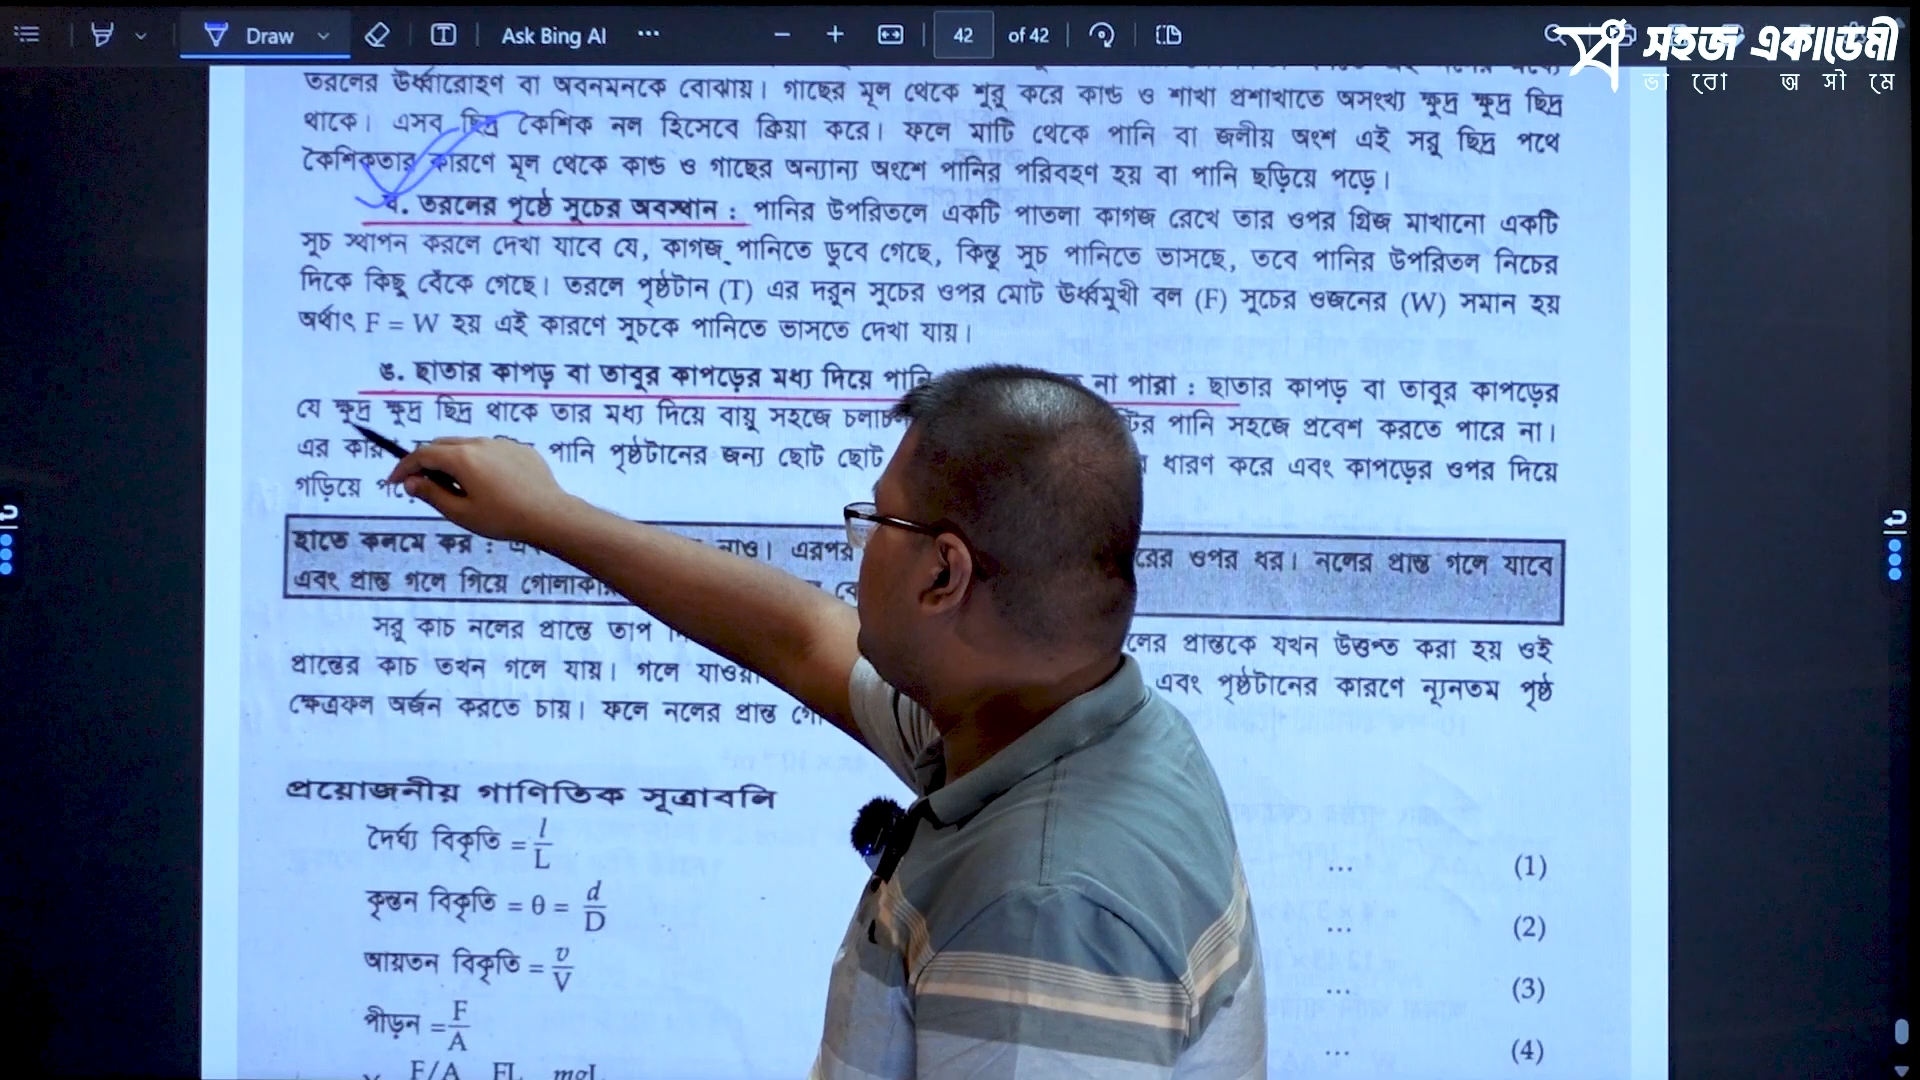 Draw
Ask Bing AI
42 of 42
সহজ একাডেমী
ভাবো অসীমে
তরলের ঊর্ধ্বারোহণ বা অবনমনকে বোঝায়। গাছের মূল থেকে শুরু করে কান্ড ও শাখা প্রশাখাতে অসংখ্য ক্ষুদ্র ক্ষুদ্র ছিদ্র
থাকে। এসব ছিদ্র কৈশিক নল হিসেবে ক্রিয়া করে। ফলে মাটি থেকে পানি বা জলীয় অংশ এই সরু ছিদ্র পথে
কৈশিকতার কারণে মূল থেকে কান্ড ও গাছের অন্যান্য অংশে পানির পরিবহণ হয় বা পানি ছড়িয়ে পড়ে।
ঘ. তরলের পৃষ্ঠে সূচের অবস্থান : পানির উপরিতলে একটি পাতলা কাগজ রেখে তার ওপর গ্রিজ মাখানো একটি
সূচ স্থাপন করলে দেখা যাবে যে, কাগজ পানিতে ডুবে গেছে, কিন্তু সূচ পানিতে ভাসছে, তবে পানির উপরিতল নিচের
দিকে কিছু বেঁকে গেছে। তরলে পৃষ্ঠটান (T) এর দরুন সূচের ওপর মোট ঊর্ধ্বমুখী বল (F) সূচের ওজনের (W) সমান হয়
অর্থাৎ F = W হয় এই কারণে সূচকে পানিতে ভাসতে দেখা যায়।
ঙ. ছাতার কাপড় বা তাবুর কাপড়ের মধ্য দিয়ে পানি না পারা : ছাতার কাপড় বা তাবুর কাপড়ের
যে ক্ষুদ্র ক্ষুদ্র ছিদ্র থাকে তার মধ্য দিয়ে বায়ু সহজে পানি সহজে প্রবেশ করতে পারে না।
এর পানি পৃষ্ঠটানের জন্য ছোট ছোট ধারণ করে এবং কাপড়ের ওপর দিয়ে
গড়িয়ে
হাতে কলমে কর : নাও। এরপর ওপর ধর। নলের প্রান্ত গলে যাবে
এবং প্রান্ত গলে গিয়ে
সরু কাচ নলের প্রান্তে তাপ প্রান্তকে যখন উত্তপ্ত করা হয় ওই
প্রান্তের কাচ তখন গলে যায়। গলে এবং পৃষ্ঠটানের কারণে ন্যূনতম পৃষ্ঠ
ক্ষেত্রফল অর্জন করতে চায়। ফলে নলের প্রান্ত
প্রয়োজনীয় গাণিতিক সূত্রাবলি
দৈর্ঘ্য বিকৃতি = l/L ... (1)
কৃন্তন বিকৃতি = θ = d/D ... (2)
আয়তন বিকৃতি = v/V ... (3)
পীড়ন = F/A ... (4)
F/A FL mgL